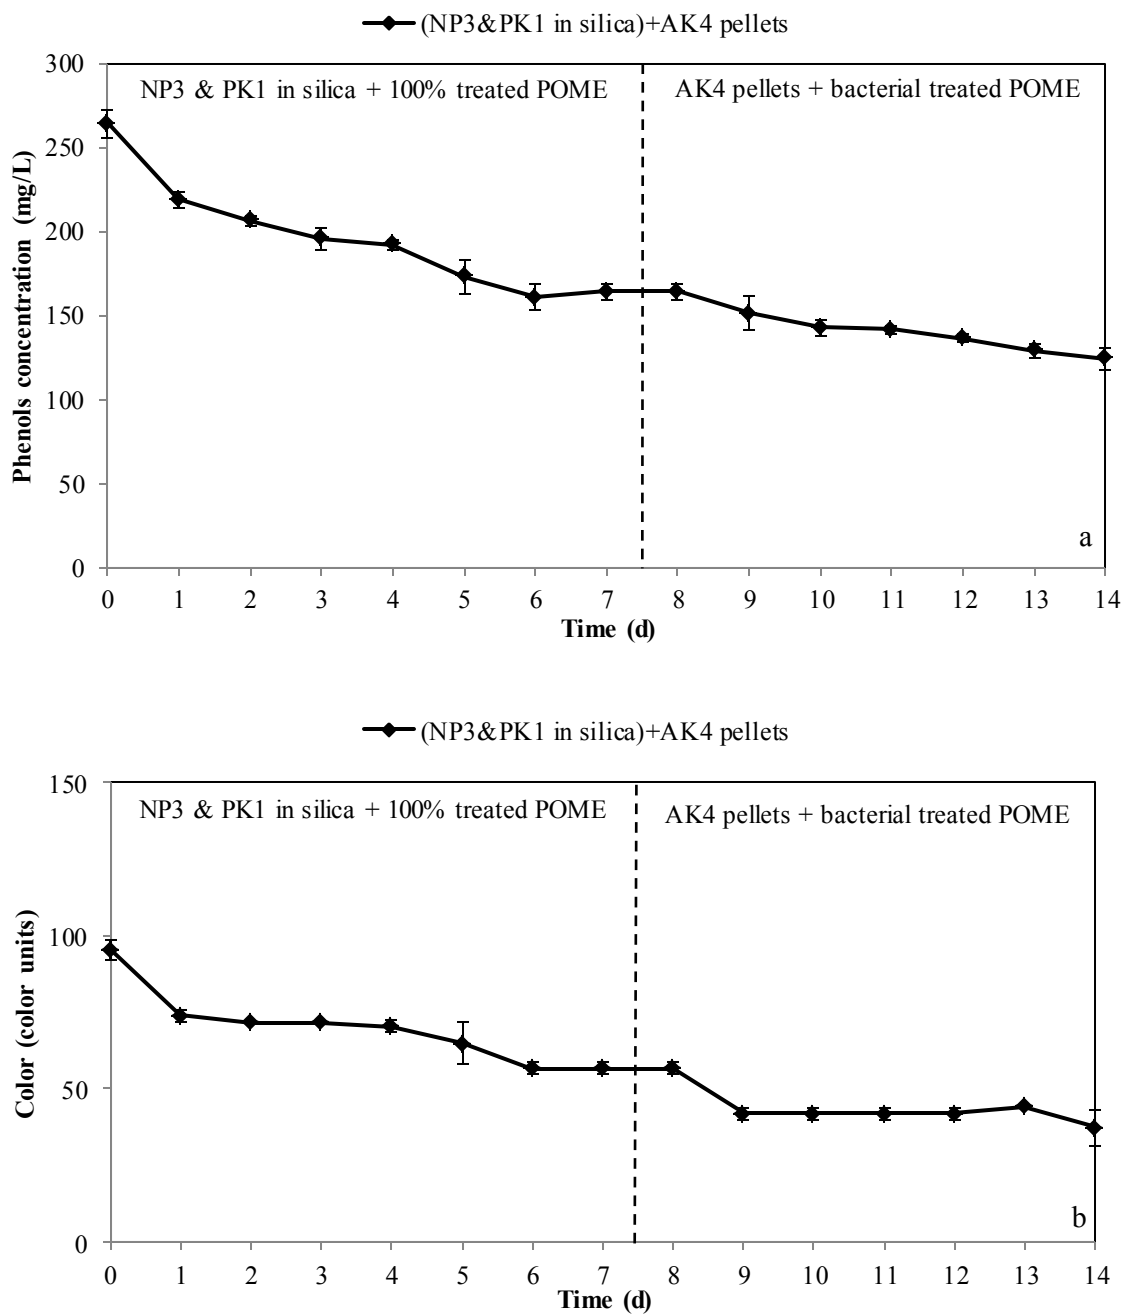 (NP3&PK1 in silica)+AK4 pellets
300
NP3 & PK1 in silica + 100% treated POME
AK4 pellets + bacterial treated POME
250
200
150
100
50
0
Phenols concentration (mg/L)
a
0 1 2 3 4 5 6 7 8 9 10 11 12 13 14
Time (d)
(NP3&PK1 in silica)+AK4 pellets
150
NP3 & PK1 in silica + 100% treated POME
AK4 pellets + bacterial treated POME
100
50
0
Color (color units)
b
0 1 2 3 4 5 6 7 8 9 10 11 12 13 14
Time (d)